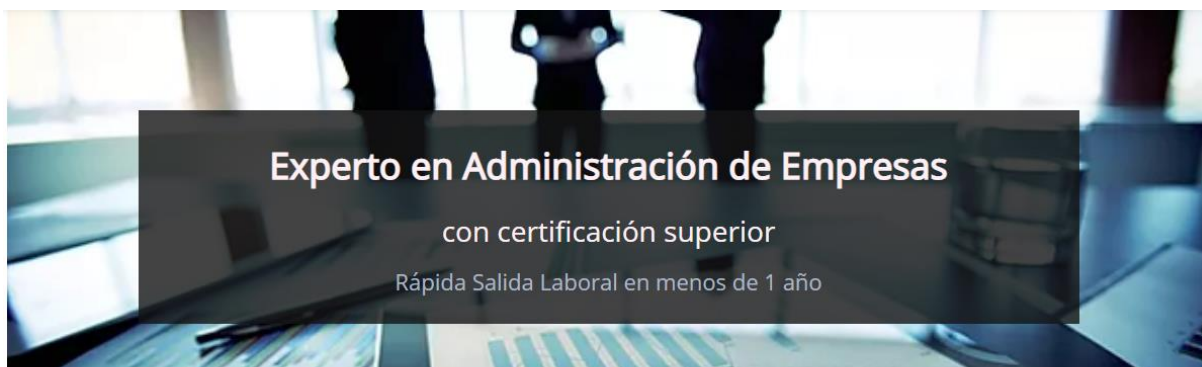 Experto en Administración de Empresas
con certificación superior
Rápida Salida Laboral en menos de 1 año